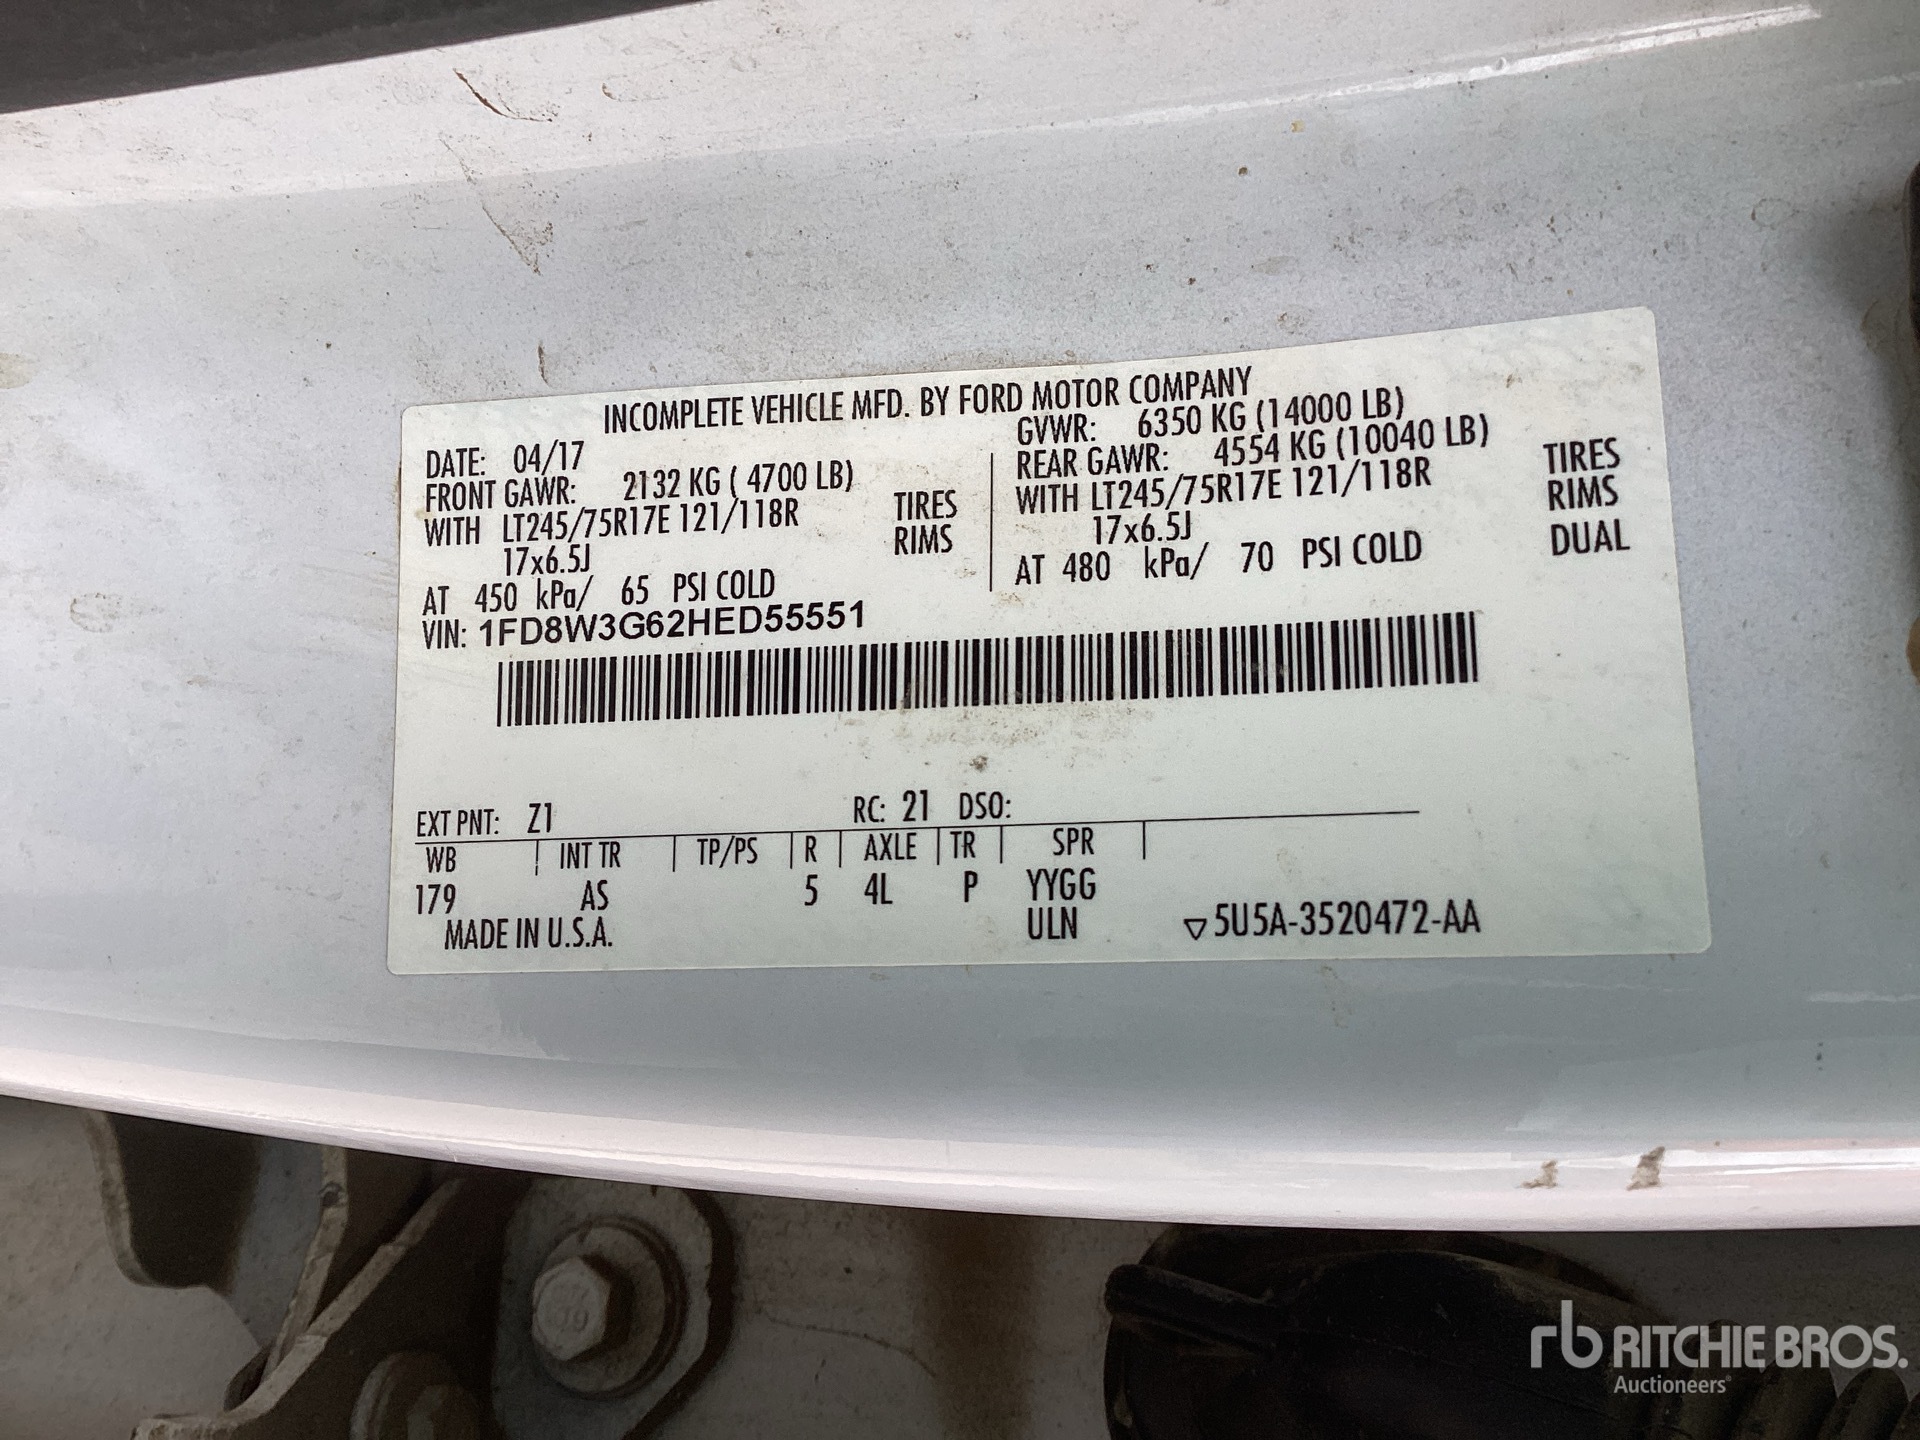 INCOMPLETE VEHICLE MFD. BY FORD MOTOR COMPANY
DATE: 04/17
FRONT GAWR: 2132 KG ( 4700 LB)
WITH LT245/75R17E 121/118R TIRES
17x6.5J RIMS
AT 450 kPa/ 65 PSI COLD
GVWR: 6350 KG (14000 LB)
REAR GAWR: 4554 KG (10040 LB)
WITH LT245/75R17E 121/118R TIRES
17x6.5J RIMS
AT 480 kPa/ 70 PSI COLD DUAL
VIN: 1FD8W3G62HED55551
EXT PNT: Z1 RC: 21 DSO:
WB INT TR TP/PS R AXLE TR SPR
179 AS 5 4L P YYGG
MADE IN U.S.A. ULN ▽5U5A-3520472-AA
rb RITCHIE BROS.
Auctioneers®